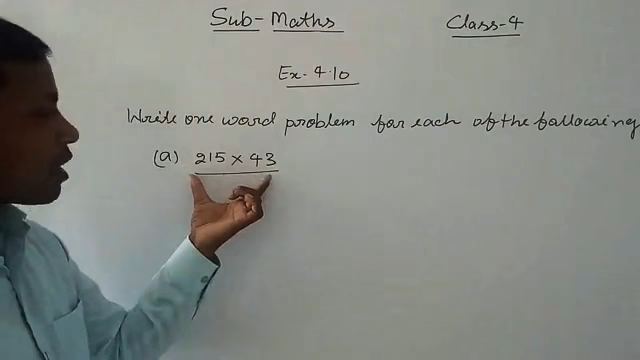 Sub- Maths Class-4
Ex- 4.10
Write one word problem for each of the following
(a) 215 x 43